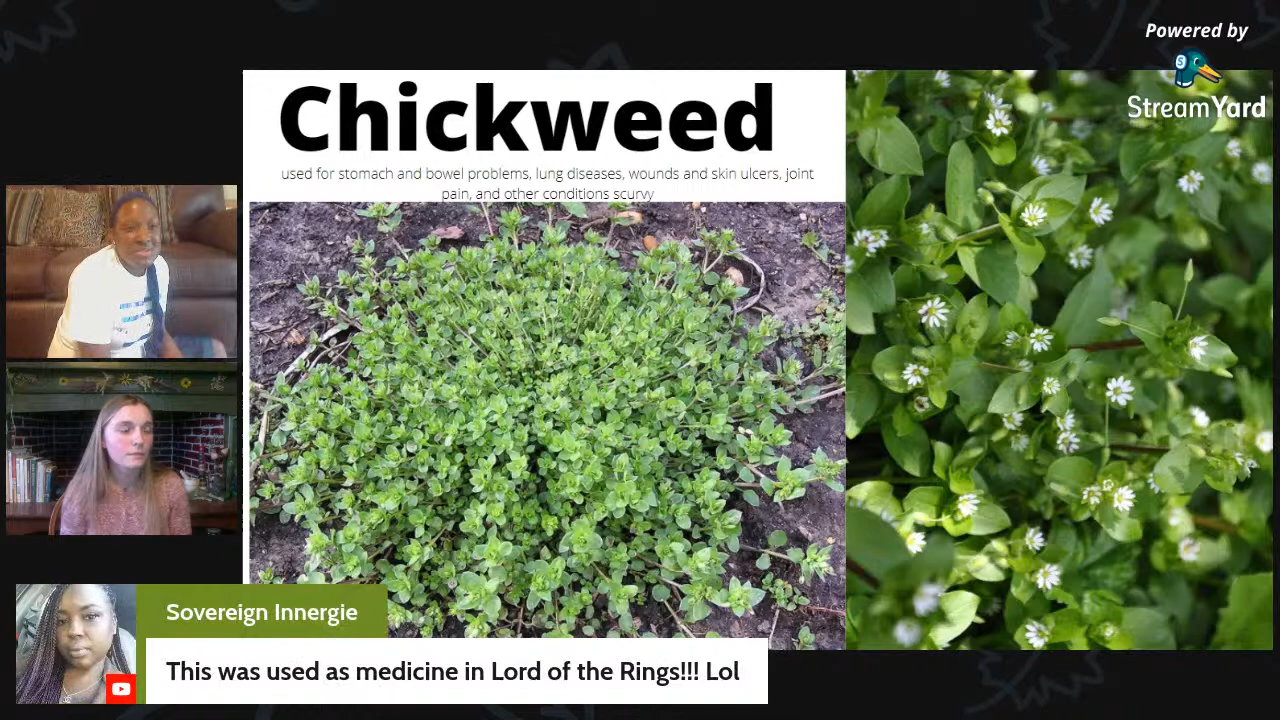 Powered by
StreamYard
Chickweed
used for stomach and bowel problems, lung diseases, wounds and skin ulcers, joint
pain, and other conditions scurvy
Sovereign Innergie
This was used as medicine in Lord of the Rings!!! Lol